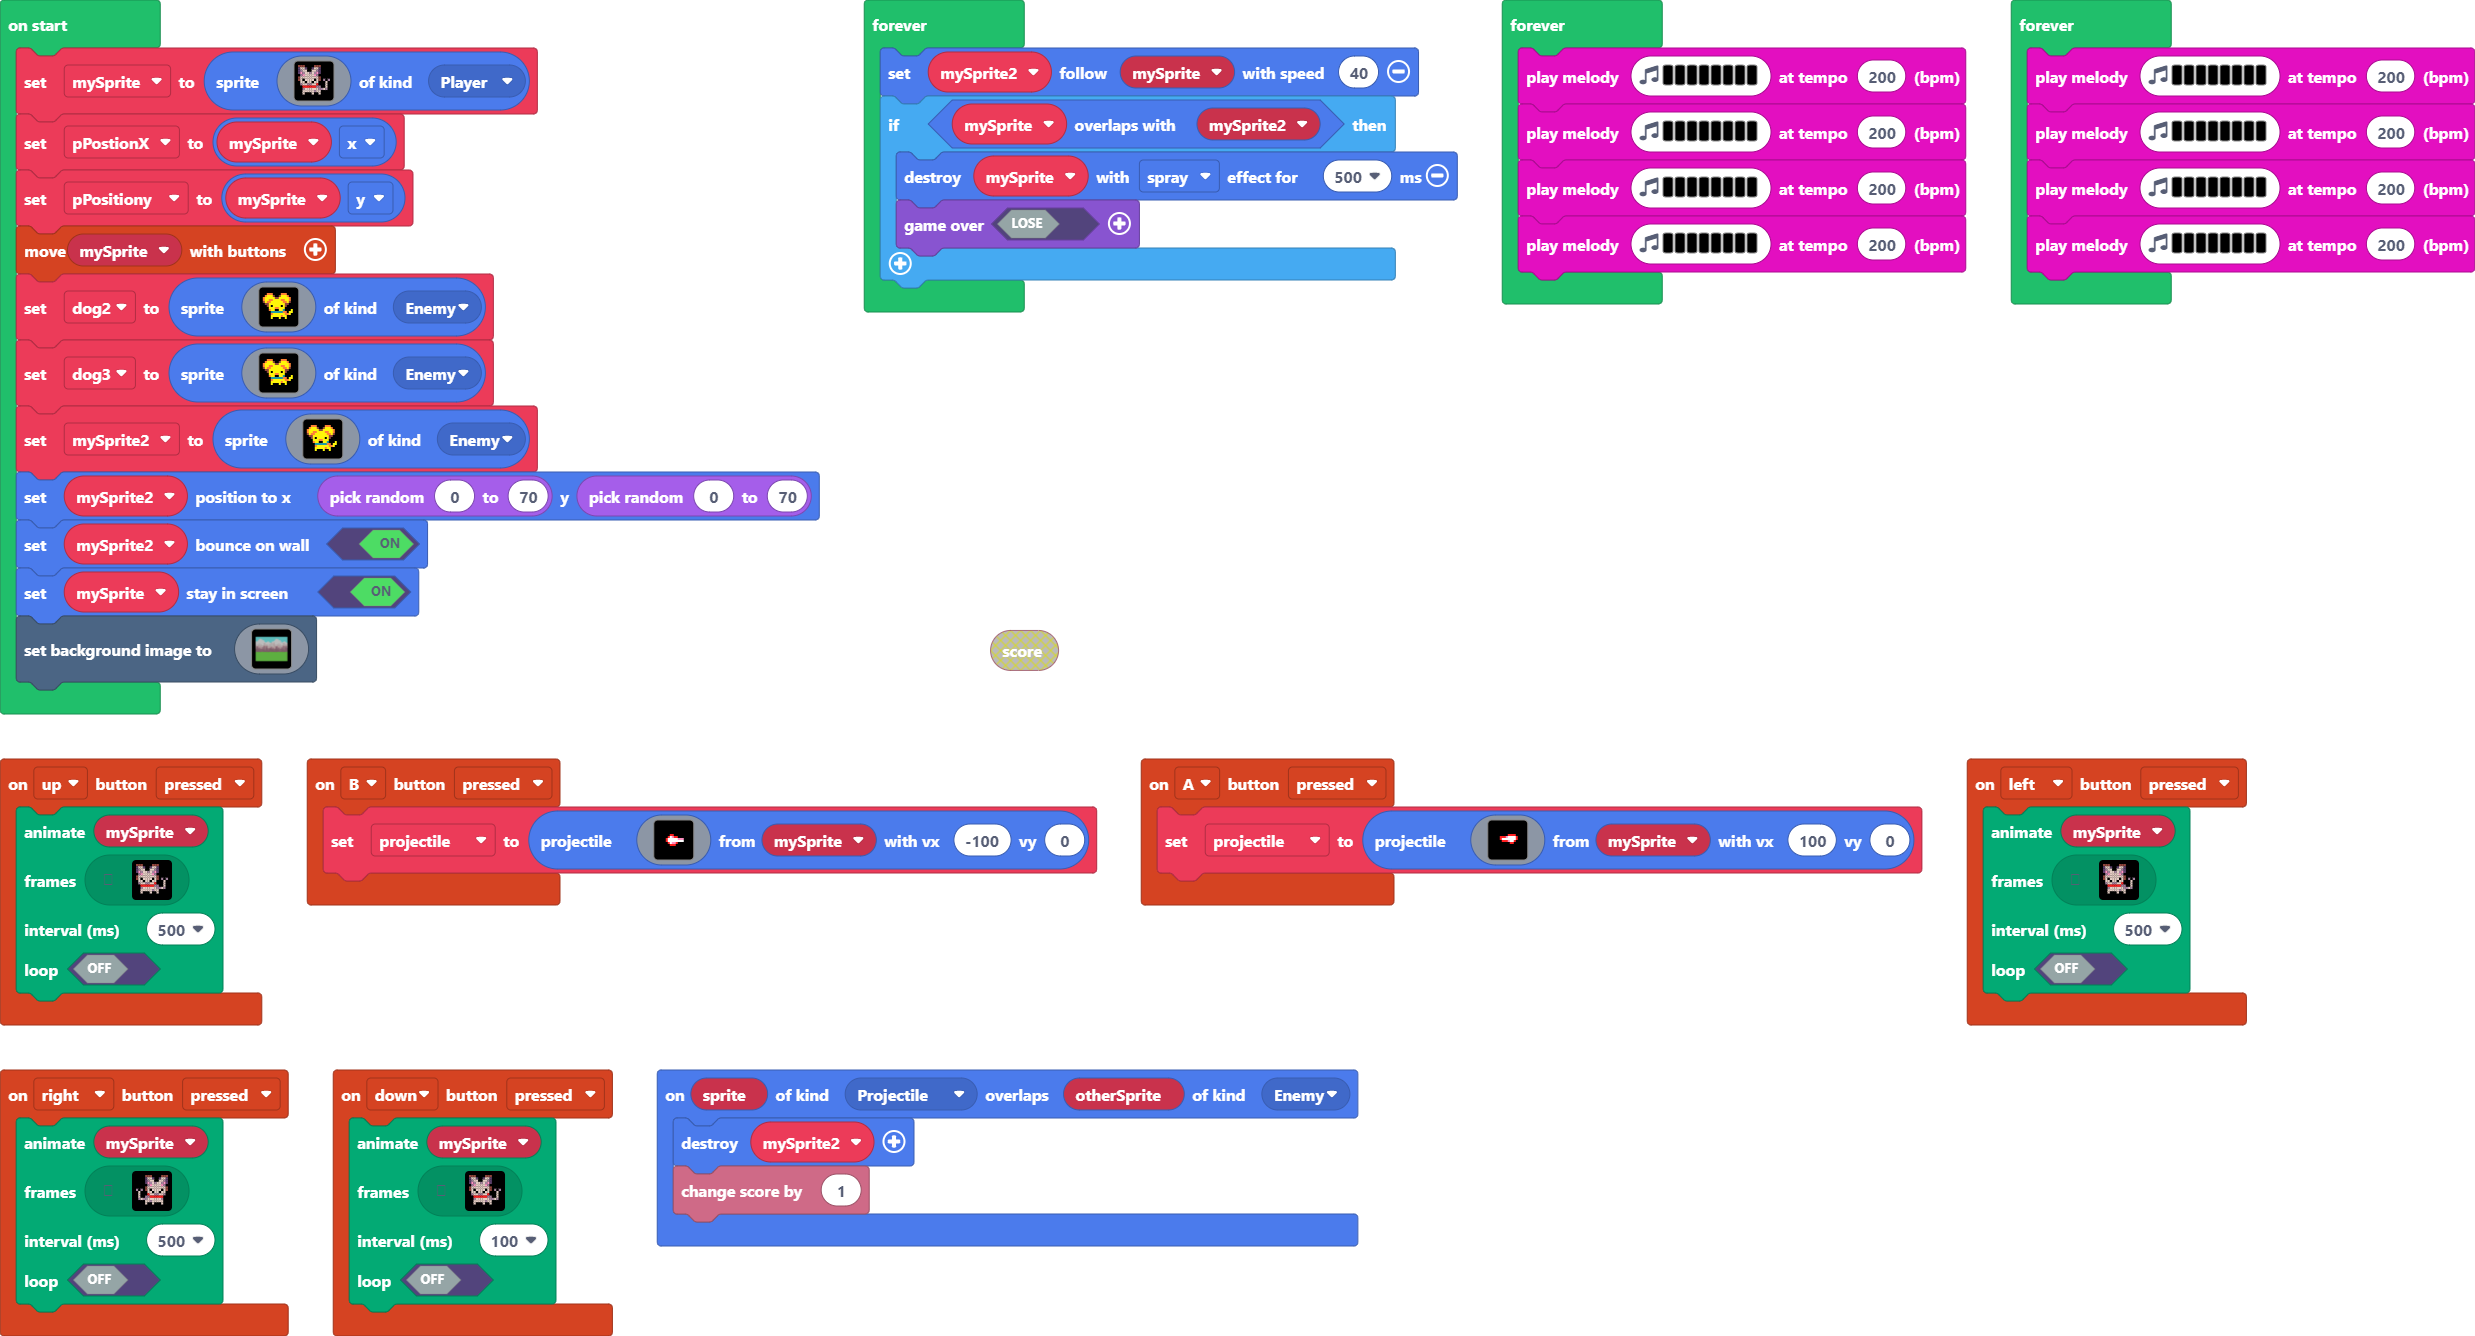 on start
set mySprite to sprite of kind Player
set pPostionX to mySprite x
set pPositiony to mySprite y
move mySprite with buttons
set dog2 to sprite of kind Enemy
set dog3 to sprite of kind Enemy
set mySprite2 to sprite of kind Enemy
set mySprite2 position to x pick random 0 to 70 y pick random 0 to 70
set mySprite2 bounce on wall ON
set mySprite stay in screen ON
set background image to
forever
set mySprite2 follow mySprite with speed 40
if mySprite overlaps with mySprite2 then
destroy mySprite with spray effect for 500 ms
game over LOSE
forever
play melody at tempo 200 (bpm)
play melody at tempo 200 (bpm)
play melody at tempo 200 (bpm)
play melody at tempo 200 (bpm)
forever
play melody at tempo 200 (bpm)
play melody at tempo 200 (bpm)
play melody at tempo 200 (bpm)
play melody at tempo 200 (bpm)
score
on up button pressed
animate mySprite
frames
interval (ms) 500
loop OFF
on B button pressed
set projectile to projectile from mySprite with vx -100 vy 0
on A button pressed
set projectile to projectile from mySprite with vx 100 vy 0
on left button pressed
animate mySprite
frames
interval (ms) 500
loop OFF
on right button pressed
animate mySprite
frames
interval (ms) 500
loop OFF
on down button pressed
animate mySprite
frames
interval (ms) 100
loop OFF
on sprite of kind Projectile overlaps otherSprite of kind Enemy
destroy mySprite2
change score by 1